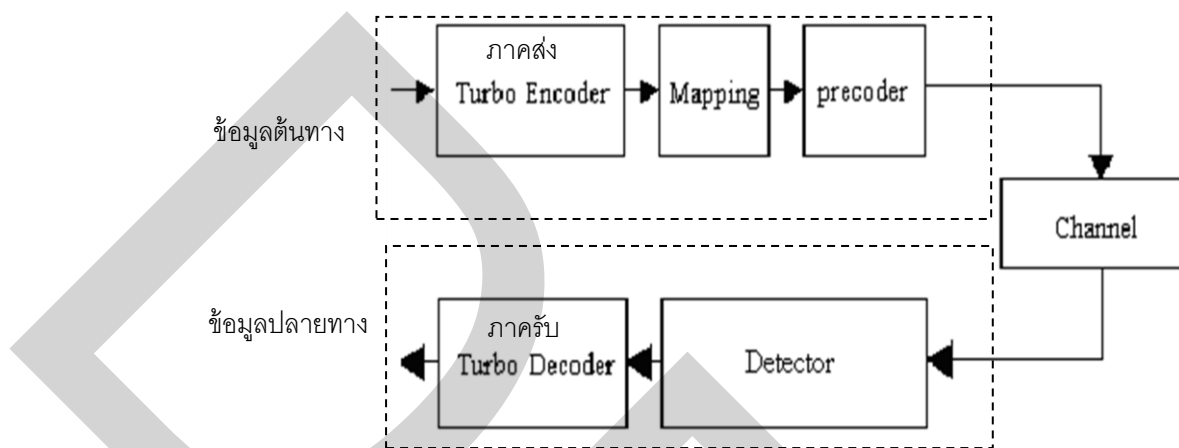 ภาคส่ง
Turbo Encoder
Mapping
precoder
ข้อมูลต้นทาง
Channel
ข้อมูลปลายทาง
ภาครับ
Turbo Decoder
Detector